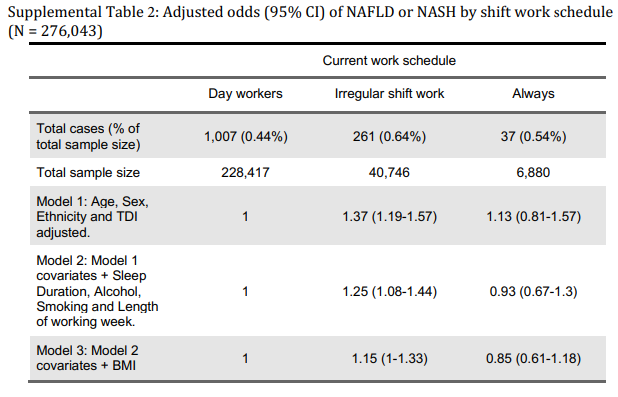 Supplemental Table 2: Adjusted odds (95% CI) of NAFLD or NASH by shift work schedule
(N = 276,043)
Current work schedule
Day workers Irregular shift work Always
Total cases (% of
total sample size) 1,007 (0.44%) 261 (0.64%) 37 (0.54%)
Total sample size 228,417 40,746 6,880
Model 1: Age, Sex,
Ethnicity and TDI 1 1.37 (1.19-1.57) 1.13 (0.81-1.57)
adjusted.
Model 2: Model 1
covariates + Sleep
Duration, Alcohol, 1 1.25 (1.08-1.44) 0.93 (0.67-1.3)
Smoking and Length
of working week.
Model 3: Model 2
covariates + BMI 1 1.15 (1-1.33) 0.85 (0.61-1.18)